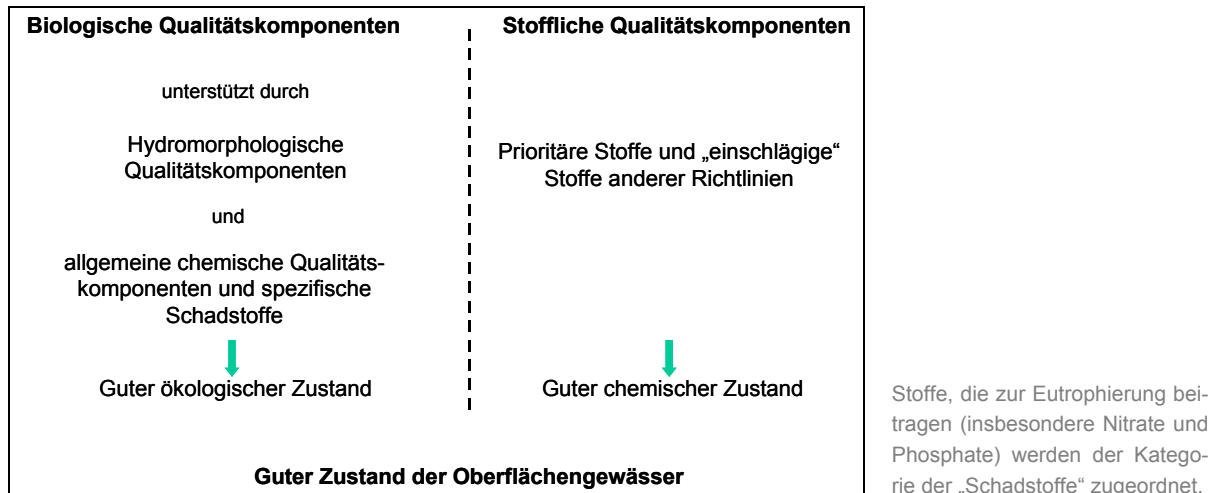 Biologische Qualitätskomponenten
unterstützt durch
Hydromorphologische
Qualitätskomponenten
und
allgemeine chemische Qualitäts-
komponenten und spezifische
Schadstoffe
Guter ökologischer Zustand
Stoffliche Qualitätskomponenten
Prioritäre Stoffe und „einschlägige“
Stoffe anderer Richtlinien
Guter chemischer Zustand
Guter Zustand der Oberflächengewässer
Stoffe, die zur Eutrophierung bei-
tragen (insbesondere Nitrate und
Phosphate) werden der Katego-
rie der „Schadstoffe“ zugeordnet.